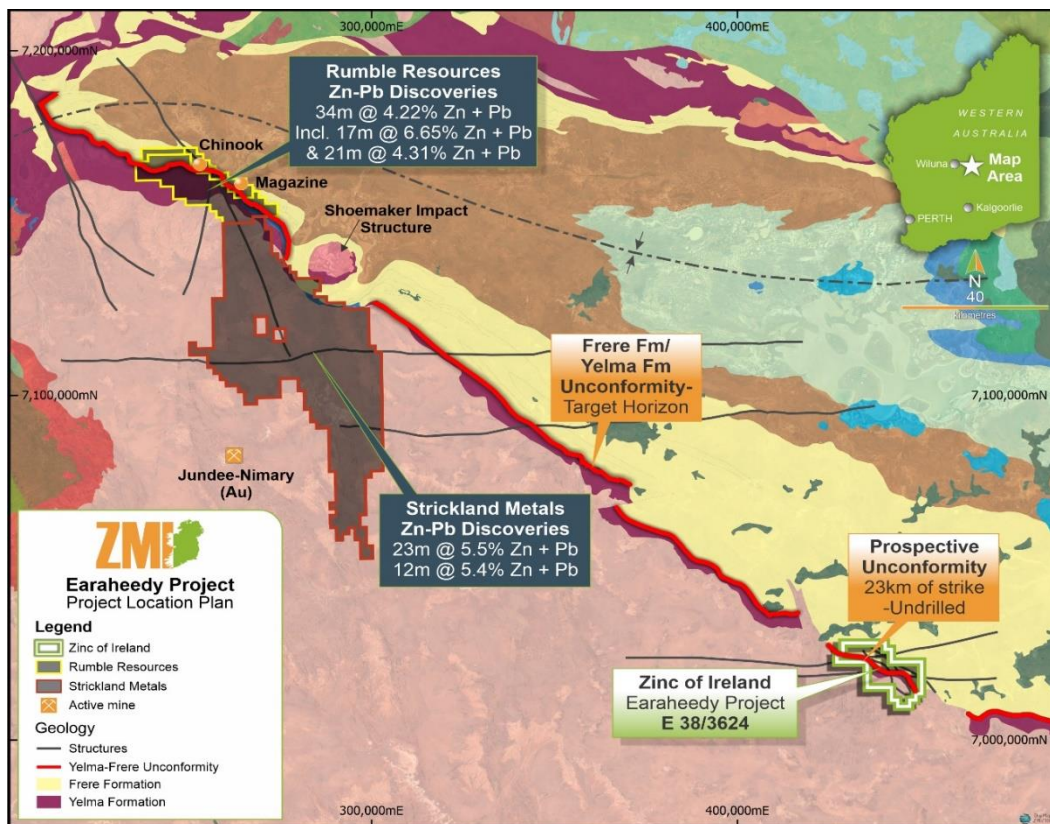 300,000mE
400,000mE
7,200,000mN
Rumble Resources
Zn-Pb Discoveries
34m @ 4.22% Zn + Pb
Incl. 17m @ 6.65% Zn + Pb
& 21m @ 4.31% Zn + Pb
WESTERN
AUSTRALIA
Wiluna
Map
Area
Kalgoorlie
PERTH
Chinook
Magazine
Shoemaker Impact
Structure
N
40
kilometres
Frere Fm/
Yelma Fm
Unconformity-
Target Horizon
7,100,000mN
7,100,000mN
Jundee-Nimary
(Au)
Strickland Metals
Zn-Pb Discoveries
23m @ 5.5% Zn + Pb
12m @ 5.4% Zn + Pb
Prospective
Unconformity
23km of strike
-Undrilled
Zinc of Ireland
Earaheedy Project
E 38/3624
7,000,000mN
ZMI
Earaheedy Project
Project Location Plan
Legend
Zinc of Ireland
Rumble Resources
Strickland Metals
Active mine
Geology
Structures
Yelma-Frere Unconformity
Frere Formation
Yelma Formation
300,000mE
400,000mE